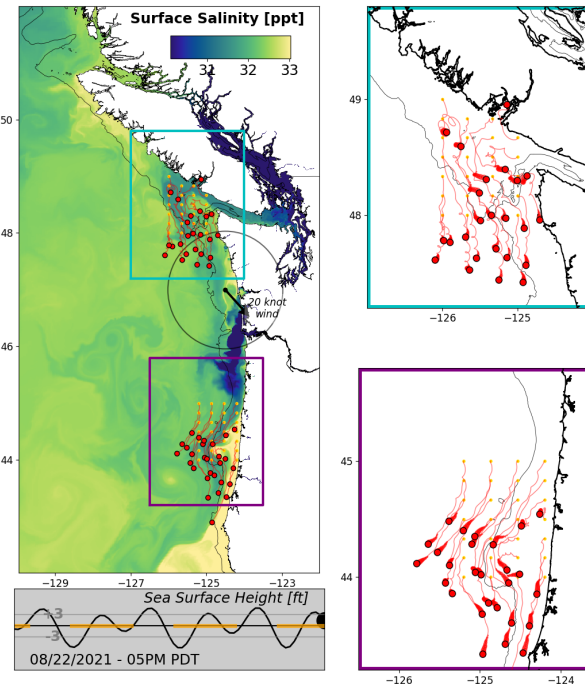 Surface Salinity [ppt]
31 32 33
50
48
46
44
20 knot
wind
−129 −127 −125 −123
Sea Surface Height [ft]
+3
-3
08/22/2021 - 05PM PDT
49
48
−126 −125
45
44
−126 −125 −124